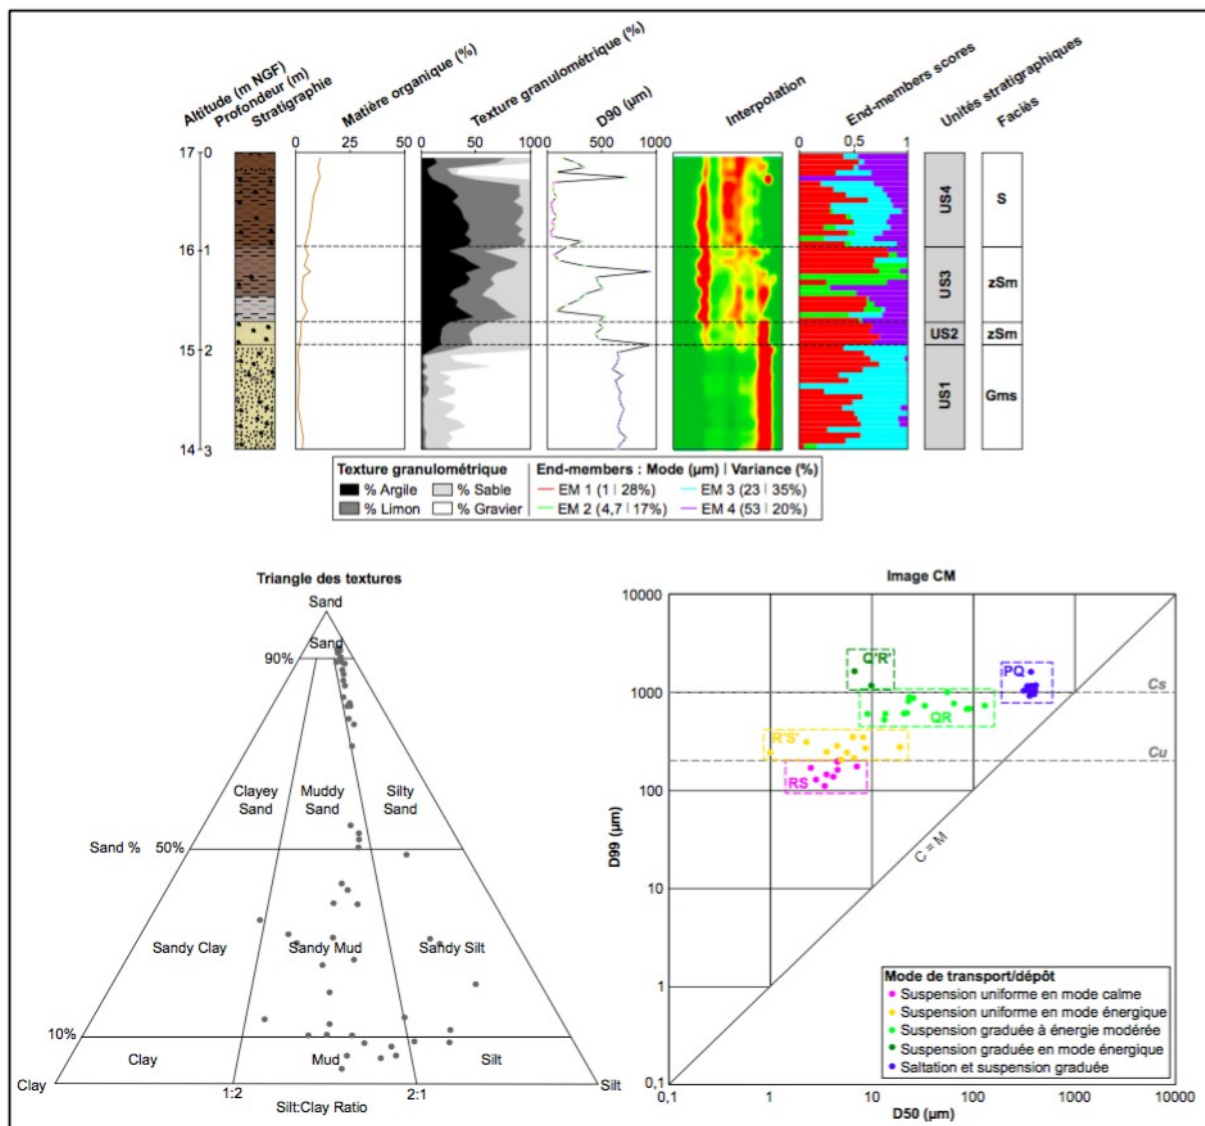 Altitude (m NGF)
Profondeur (m)
Stratigraphie
Matière organique (%)
Texture granulométrique (%)
D90 (µm)
Interpolation
End-members scores
Unités stratigraphiques
Faciès
0 25 50
0 50 100
0 500 1000
0 0,5 1
17 0
16 1
15 2
14 3
US4
US3
US2
US1
S
zSm
zSm
Gms
Texture granulométrique
% Argile % Sable
% Limon % Gravier
End-members : Mode (µm) | Variance (%)
EM 1 (1 | 28%) EM 3 (23 | 35%)
EM 2 (4,7 | 17%) EM 4 (53 | 20%)
Triangle des textures
Sand
Sand
90%
Clayey Sand
Muddy Sand
Silty Sand
Sand % 50%
Sandy Clay
Sandy Mud
Sandy Silt
10%
Clay
Mud
Silt
Clay
Silt
1:2
2:1
Silt:Clay Ratio
Image CM
10000
1000
100
10
1
0,1
D99 (µm)
Q'R'
PQ
Cs
QR
R'S'
Cu
RS
C = M
Mode de transport/dépôt
Suspension uniforme en mode calme
Suspension uniforme en mode énergique
Suspension graduée à énergie modérée
Suspension graduée en mode énergique
Saltation et suspension graduée
0,1 1 10 100 1000 10000
D50 (µm)